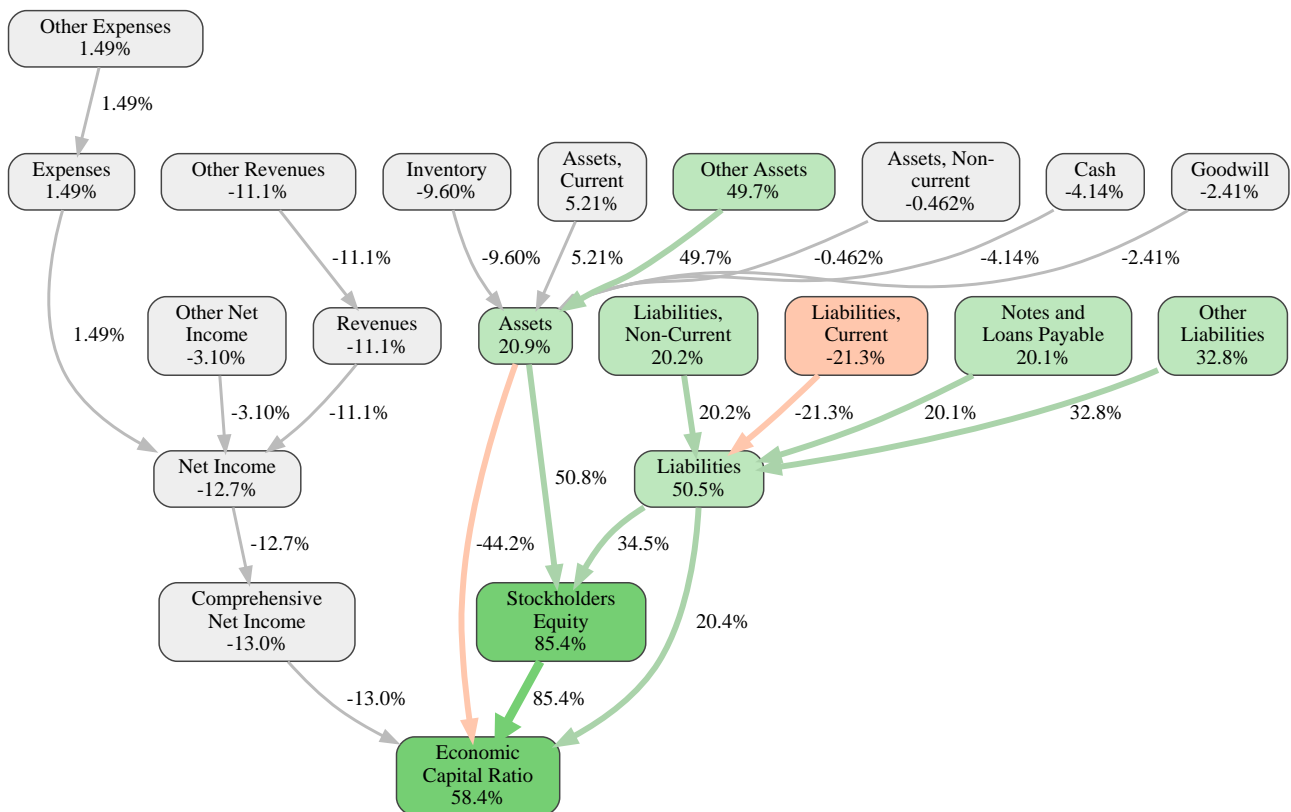 Other Expenses
1.49%
1.49%
Expenses
1.49%
Other Revenues
-11.1%
Inventory
-9.60%
Assets,
Current
5.21%
Other Assets
49.7%
Assets, Non-
current
-0.462%
Cash
-4.14%
Goodwill
-2.41%
-11.1%
-9.60%
5.21%
49.7%
-0.462%
-4.14%
-2.41%
1.49%
Other Net
Income
-3.10%
Revenues
-11.1%
Assets
20.9%
Liabilities,
Non-Current
20.2%
Liabilities,
Current
-21.3%
Notes and
Loans Payable
20.1%
Other
Liabilities
32.8%
-3.10%
-11.1%
20.2%
-21.3%
20.1%
32.8%
Net Income
-12.7%
50.8%
Liabilities
50.5%
-12.7%
-44.2%
34.5%
Comprehensive
Net Income
-13.0%
Stockholders
Equity
85.4%
20.4%
-13.0%
85.4%
Economic
Capital Ratio
58.4%